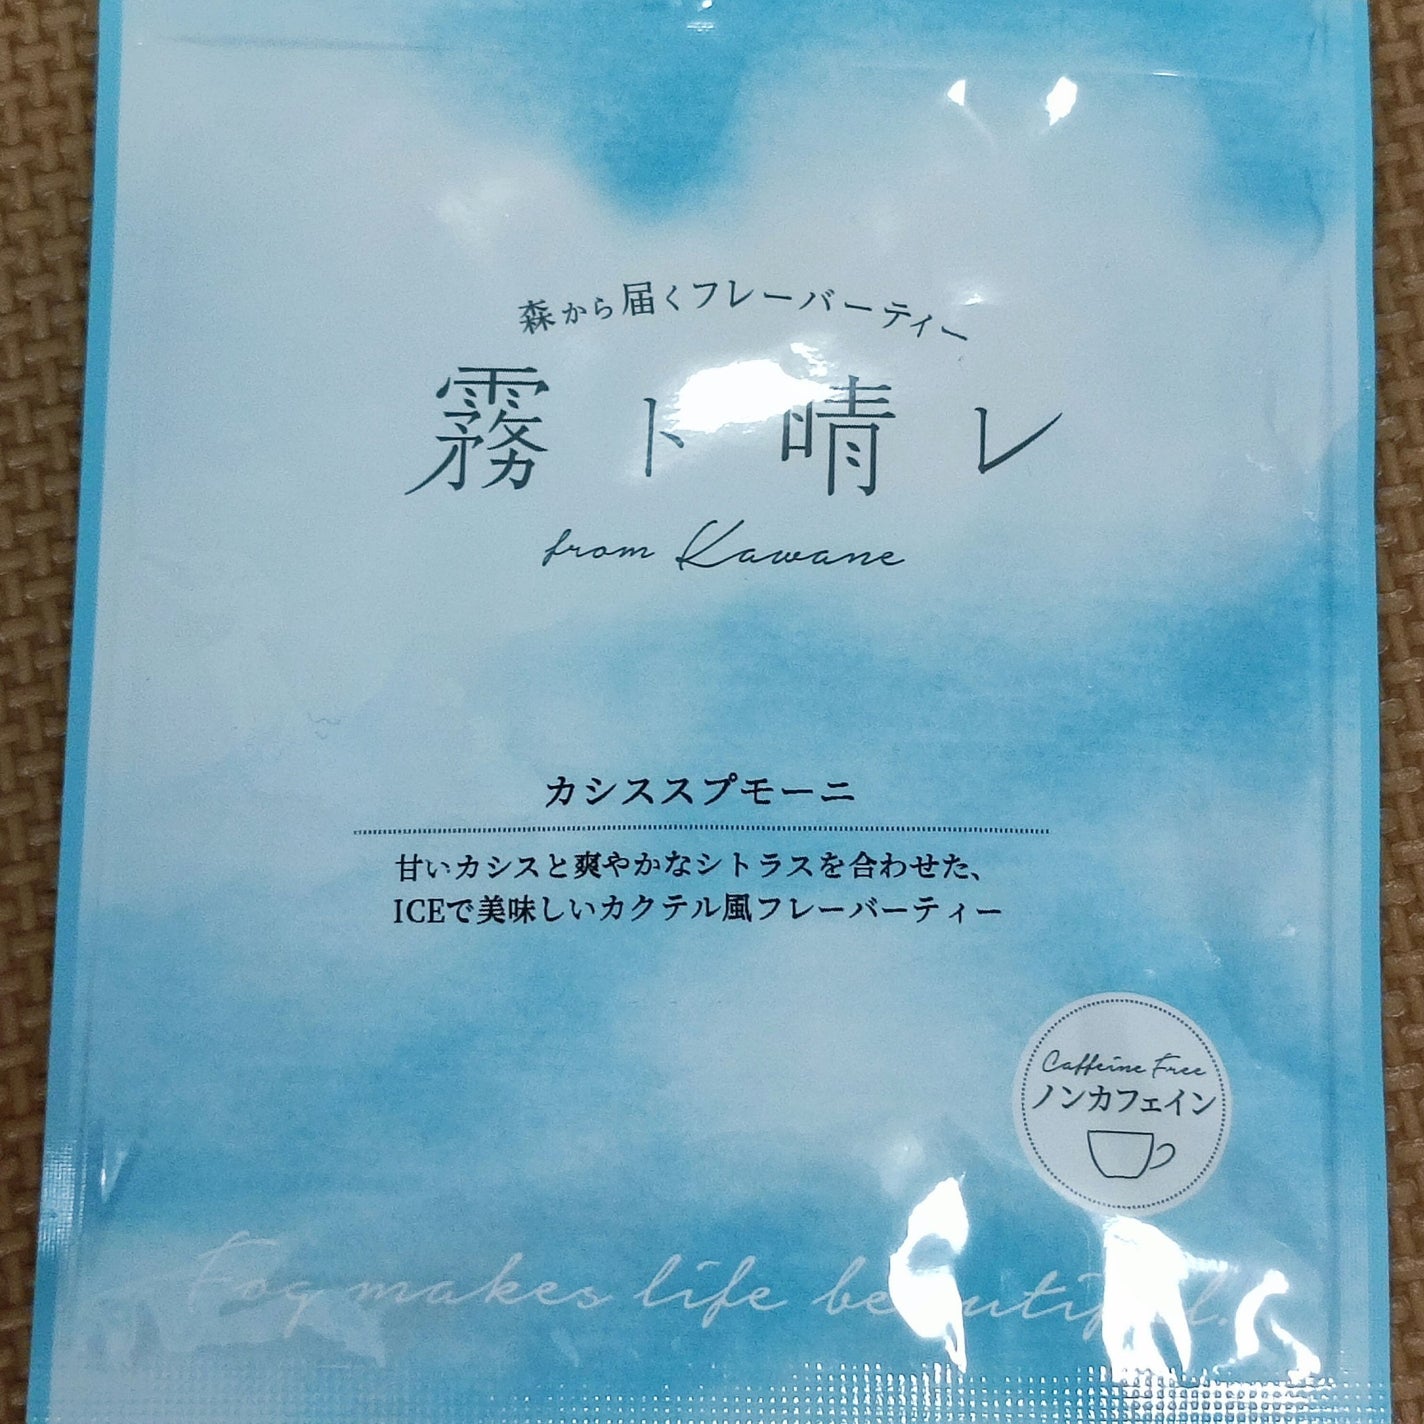 森から届くフレーバーティー
霧ト晴レ
from Kawane
カシススプモーニ
甘いカシスと爽やかなシトラスを合わせた、
ICEで美味しいカクテル風フレーバーティー
Caffeine Free
ノンカフェイン
Fog makes life beautiful.